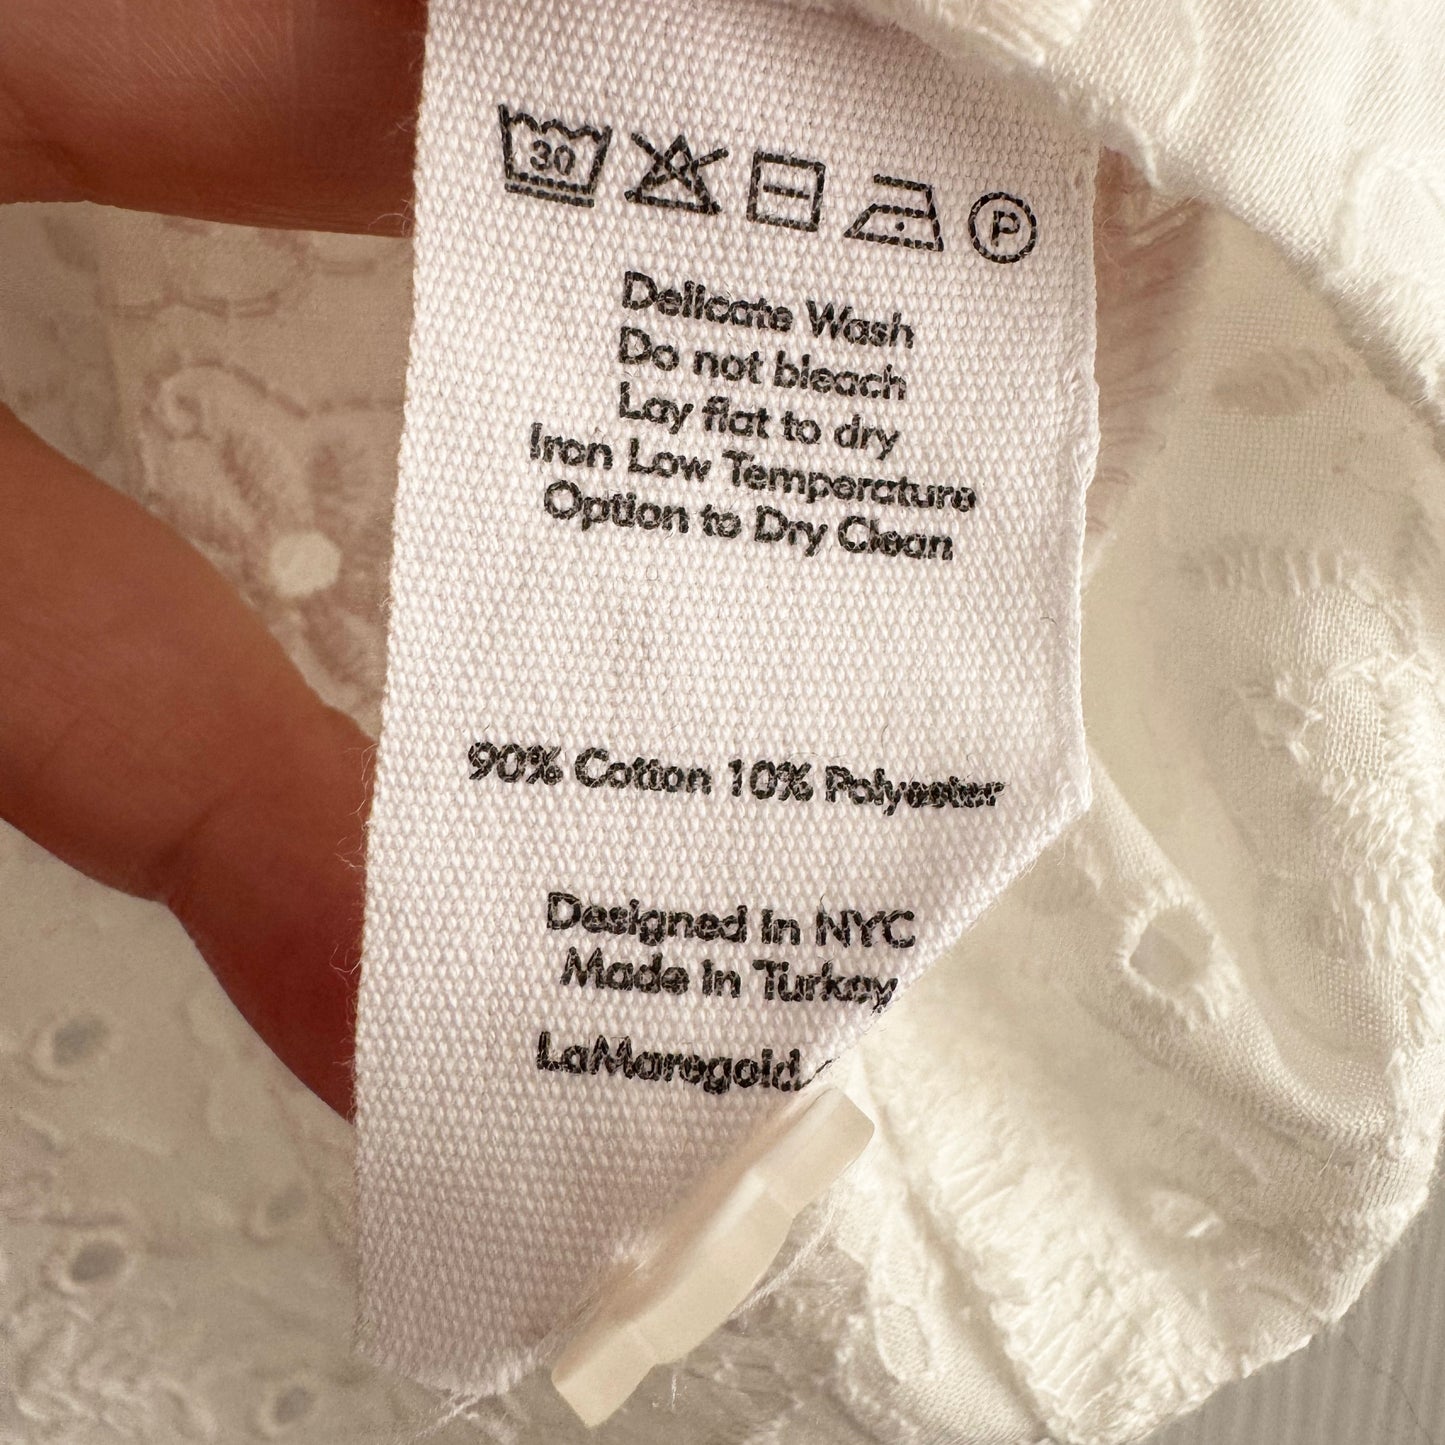 30
P
Delicate Wash
Do not bleach
Lay flat to dry
Iron Low Temperature
Option to Dry Clean
90% Cotton 10% Polyester
Designed in NYC
Made in Turkey
LaMaregold